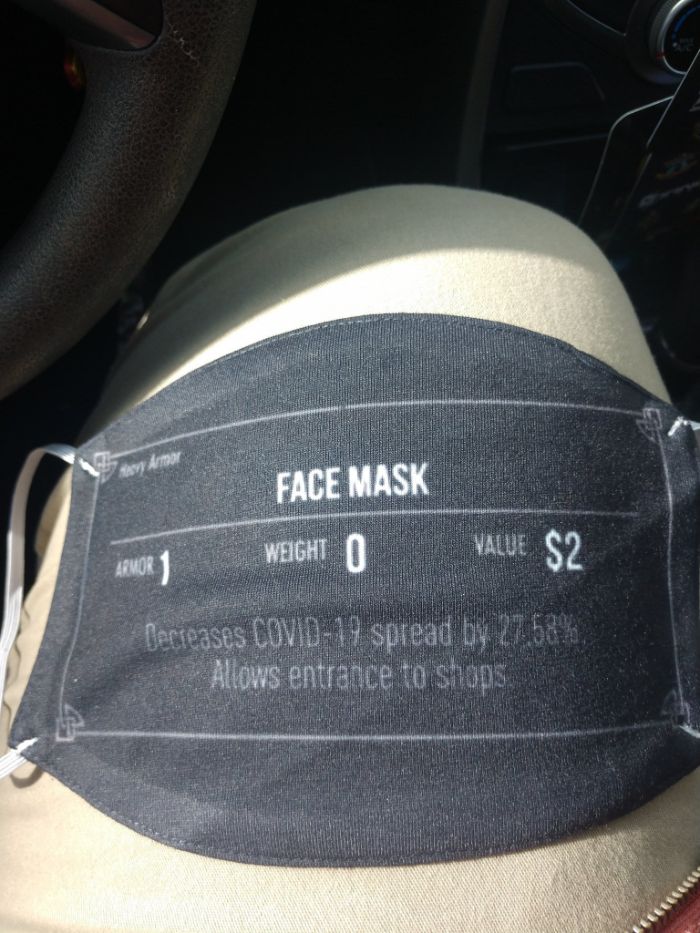 Heavy Armor
FACE MASK
ARMOR 1 WEIGHT 0 VALUE $2
Decreases COVID-19 spread by 27.58%
Allows entrance to shops